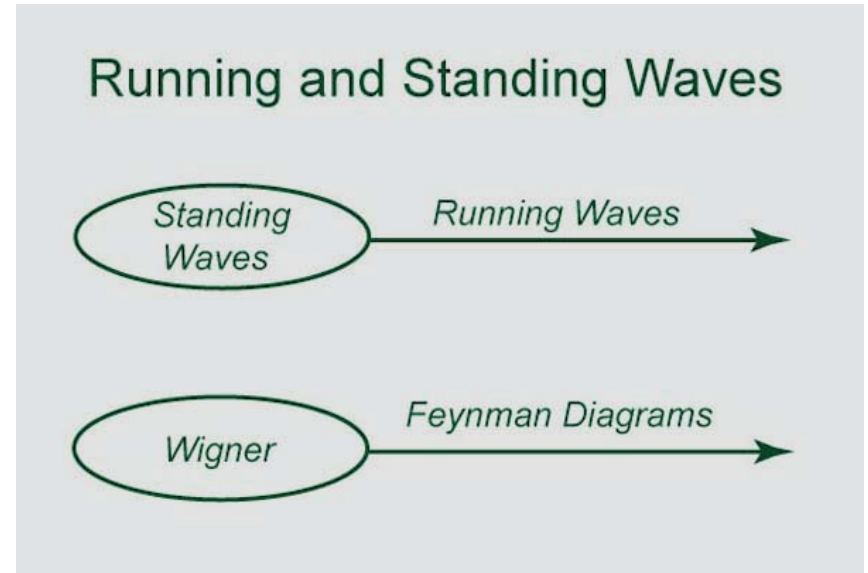 Running and Standing Waves
Standing
Waves
Running Waves
Wigner
Feynman Diagrams